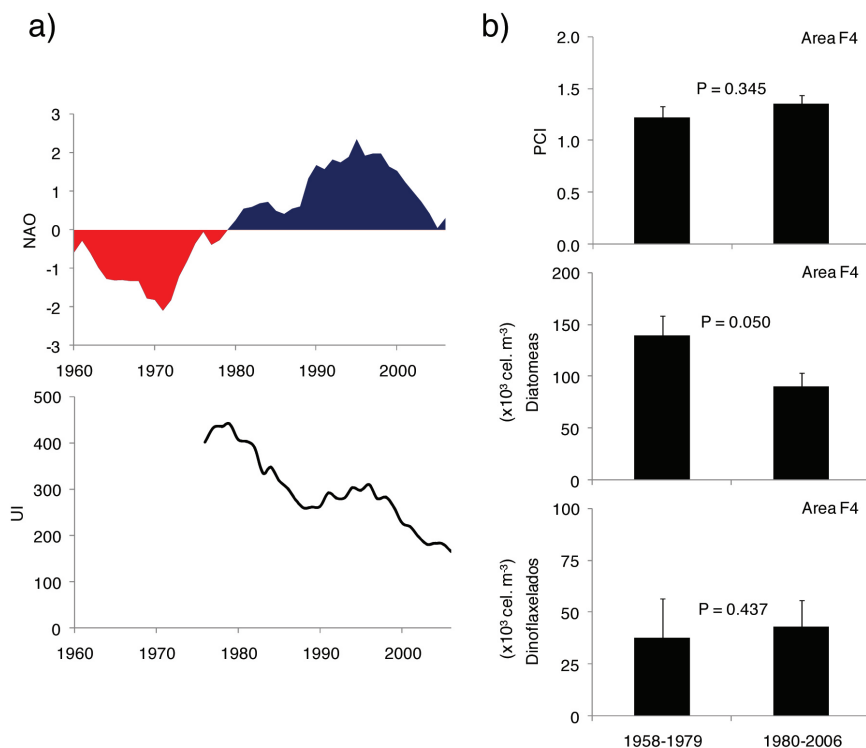 a)
3
2
1
0
-1
-2
-3
NAO
1960 1970 1980 1990 2000
500
400
300
200
100
0
UI
1960 1970 1980 1990 2000
b)
Area F4
2.0
1.5
1.0
0.5
0.0
PCI
P = 0.345
Area F4
200
150
100
50
0
(x10³ cel. m⁻³)
Diatomeas
P = 0.050
Area F4
100
75
50
25
0
(x10³ cel. m⁻³)
Dinoflaxelados
P = 0.437
1958-1979 1980-2006